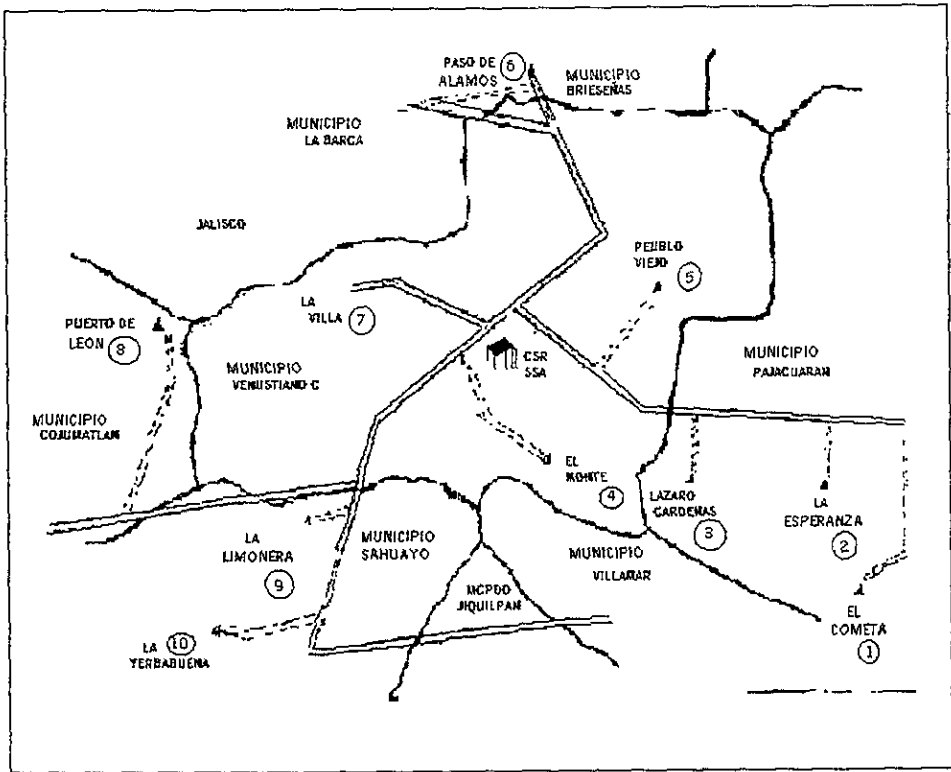 PASO DE
ALAMOS 6
MUNICIPIO
BRIESEÑAS
MUNICIPIO
LA BARCA
JALISCO
PEUBLO
VIEJO
5
LA
VILLA 7
PUERTO DE
LEON 8
CSR
SSA
MUNICIPIO
VENUSTIANO C
MUNICIPIO
PAJACUARAN
MUNICIPIO
COJUMATLAN
EL
MONTE
4
LAZARO
CARDENAS
3
LA
ESPERANZA
2
LA
LIMONERA
9
MUNICIPIO
SAHUAYO
MUNICIPIO
VILLAMAR
MCPDO
JIQUILPAN
EL
COMETA
1
LA 10
YERBABUENA